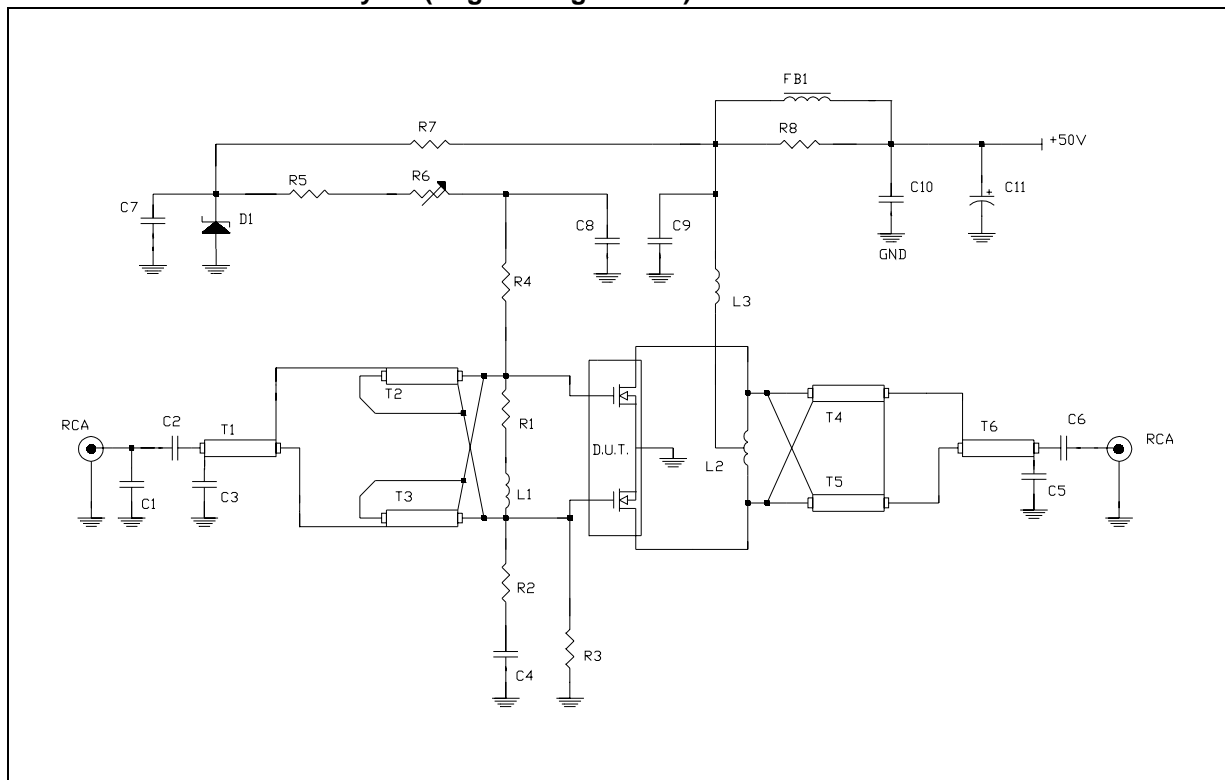 FB1
R7
R8
+50V
R5
R6
C10
C11
C7
D1
C8
C9
GND
R4
L3
T2
R1
T4
RCA
C2
T1
D.U.T.
L2
T6
C6
RCA
C1
C3
T3
L1
T5
C5
R2
C4
R3